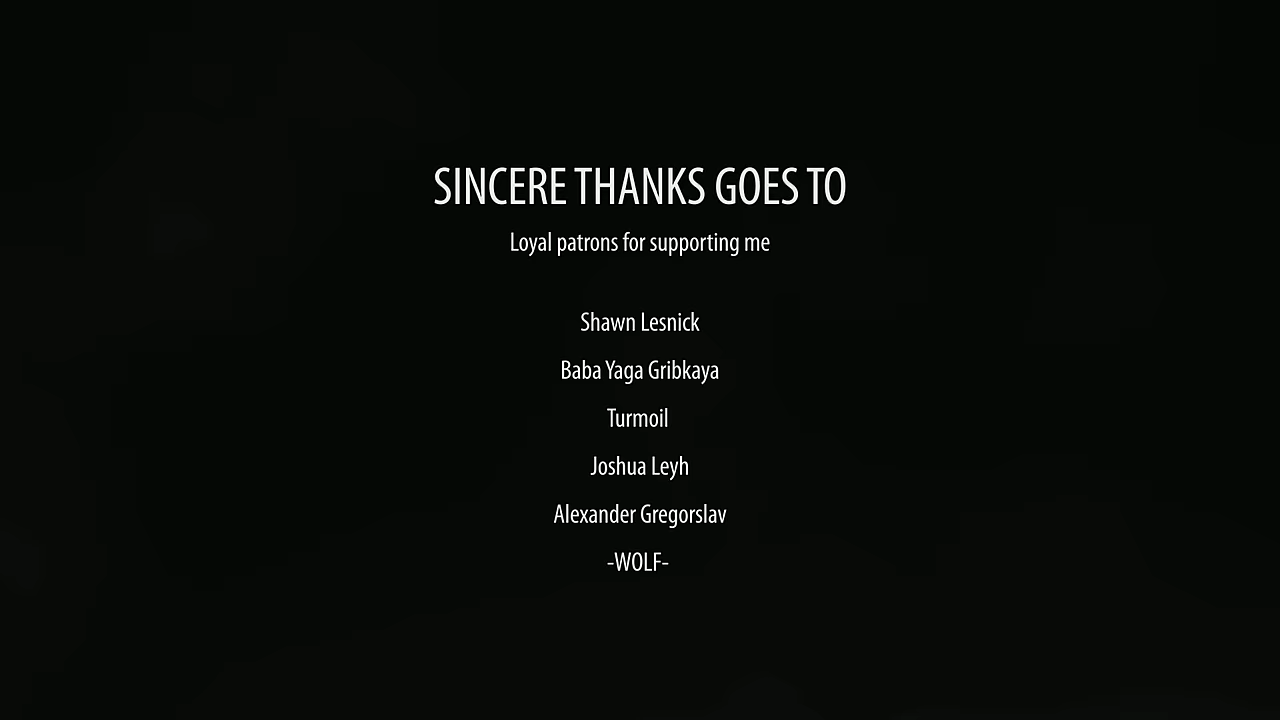 SINCERE THANKS GOES TO
Loyal patrons for supporting me
Shawn Lesnick
Baba Yaga Gribkaya
Turmoil
Joshua Leyh
Alexander Gregorslav
-WOLF-